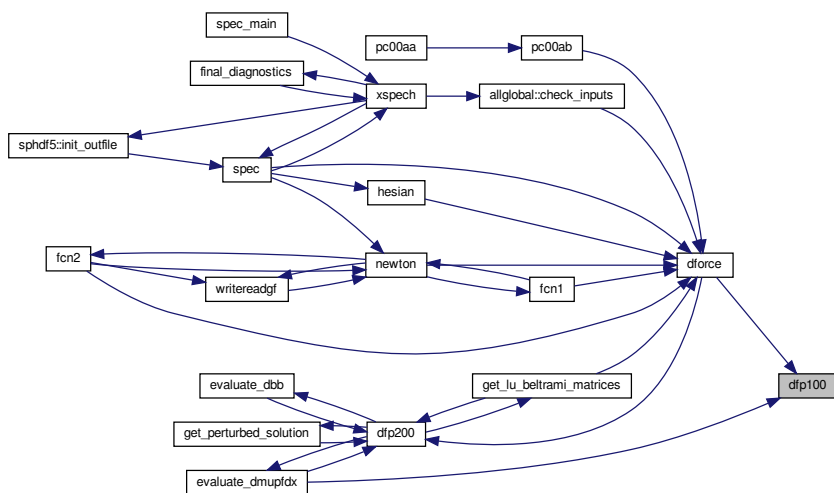 spec_main
pc00aa
pc00ab
final_diagnostics
xspech
allglobal::check_inputs
sphdf5::init_outfile
spec
hesian
fcn2
newton
dforce
writereadgf
fcn1
evaluate_dbb
get_lu_beltrami_matrices
dfp100
get_perturbed_solution
dfp200
evaluate_dmupfdx